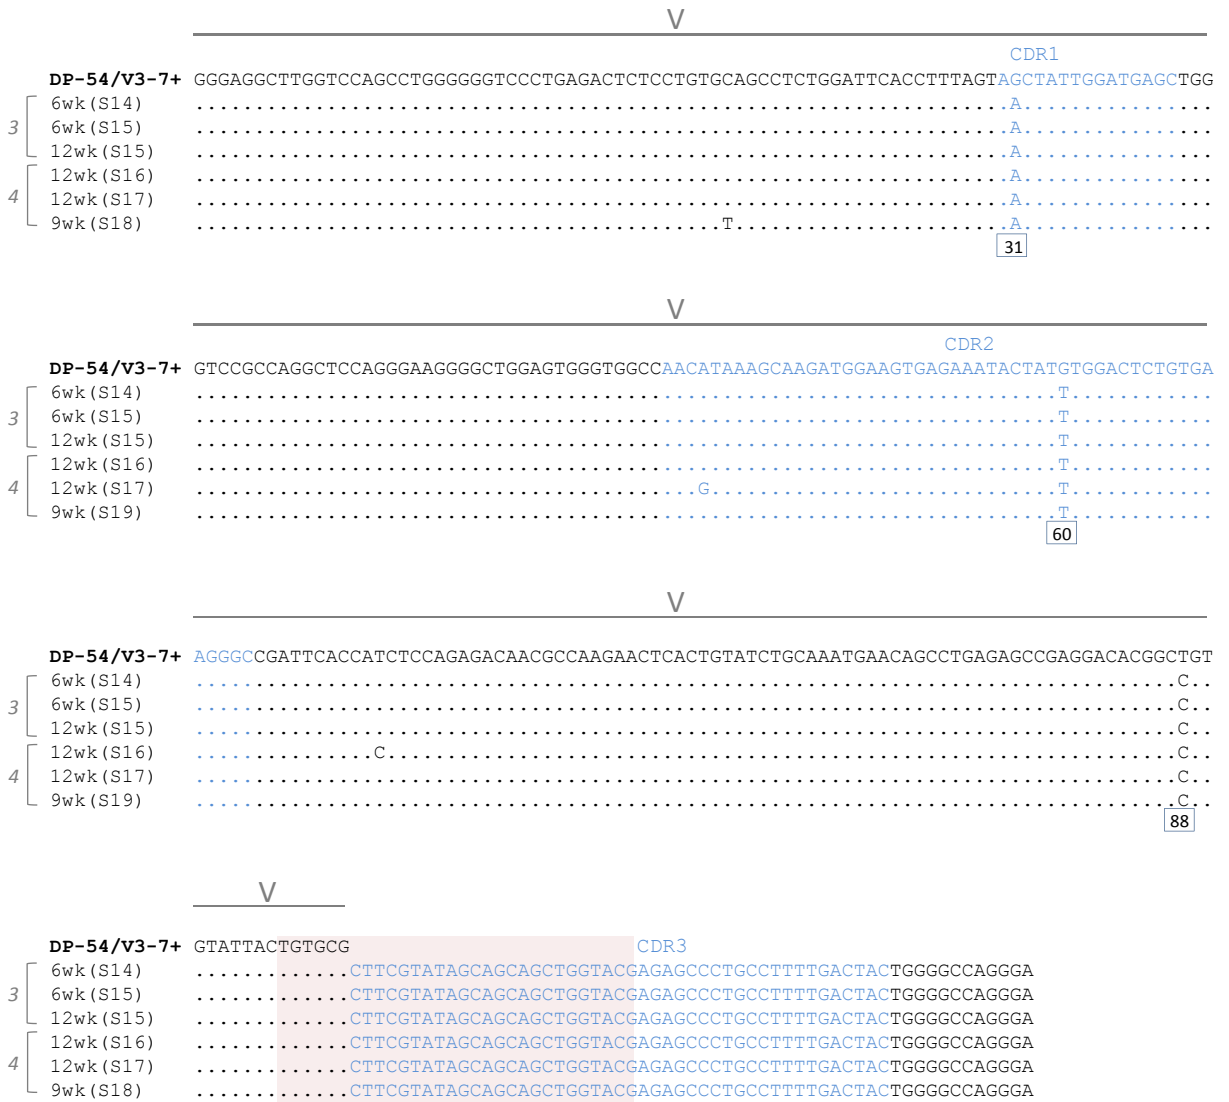 V
CDR1
DP-54/V3-7+ GGGAGGCTTGGTCCAGCCTGGGGGGTCCCTGAGACTCTCCTGTGCAGCCTCTGGATTCACCTTTAGTAGCTATTGGATGAGCTGG
6wk(S14) ....................................................................A................
3 6wk(S15) ....................................................................A................
12wk(S15) ....................................................................A................
12wk(S16) ....................................................................A................
4 12wk(S17) ....................................................................A................
9wk(S18) ............................................T.......................A................
31
V
CDR2
DP-54/V3-7+ GTCCGCCAGGCTCCAGGGAAGGGGCTGGAGTGGGTGGCCAACATAAAGCAAGATGGAAGTGAGAAATACTATGTGGACTCTGTGA
6wk(S14) ........................................................................T............
3 6wk(S15) ........................................................................T............
12wk(S15) ........................................................................T............
12wk(S16) ........................................................................T............
4 12wk(S17) ..........................................G.............................T............
9wk(S19) ........................................................................T............
60
V
DP-54/V3-7+ AGGGCCGATTCACCATCTCCAGAGACAACGCCAAGAACTCACTGTATCTGCAAATGAACAGCCTGAGAGCCGAGGACACGGCTGT
6wk(S14) ..................................................................................C..
3 6wk(S15) ..................................................................................C..
12wk(S15) ..................................................................................C..
12wk(S16) ...............C..................................................................C..
4 12wk(S17) ..................................................................................C..
9wk(S19) ..................................................................................C..
88
V
DP-54/V3-7+ GTATTACTGTGCG CDR3
6wk(S14) .............CTTCGTATAGCAGCAGCTGGTACGAGAGCCCTGCCTTTTGACTACTGGGGCCAGGGA
3 6wk(S15) .............CTTCGTATAGCAGCAGCTGGTACGAGAGCCCTGCCTTTTGACTACTGGGGCCAGGGA
12wk(S15) .............CTTCGTATAGCAGCAGCTGGTACGAGAGCCCTGCCTTTTGACTACTGGGGCCAGGGA
12wk(S16) .............CTTCGTATAGCAGCAGCTGGTACGAGAGCCCTGCCTTTTGACTACTGGGGCCAGGGA
4 12wk(S17) .............CTTCGTATAGCAGCAGCTGGTACGAGAGCCCTGCCTTTTGACTACTGGGGCCAGGGA
9wk(S18) .............CTTCGTATAGCAGCAGCTGGTACGAGAGCCCTGCCTTTTGACTACTGGGGCCAGGGA